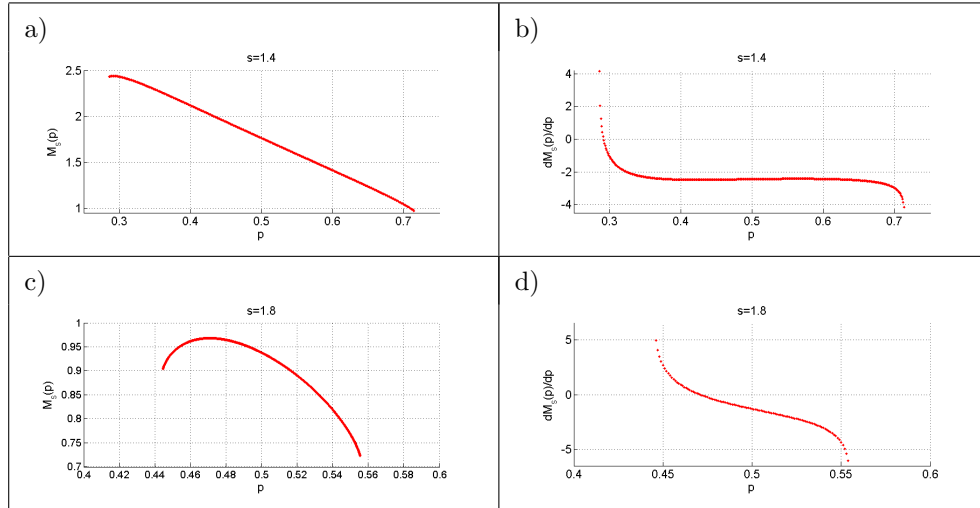 a)
s=1.4
2.5
2
1.5
1
M_s(p)
0.3 0.4 0.5 0.6 0.7
p
b)
s=1.4
4
2
0
-2
-4
dM_s(p)/dp
0.3 0.4 0.5 0.6 0.7
p
c)
s=1.8
1
0.95
0.9
0.85
0.8
0.75
0.7
M_s(p)
0.4 0.42 0.44 0.46 0.48 0.5 0.52 0.54 0.56 0.58 0.6
p
d)
s=1.8
5
0
-5
dM_s(p)/dp
0.4 0.45 0.5 0.55 0.6
p